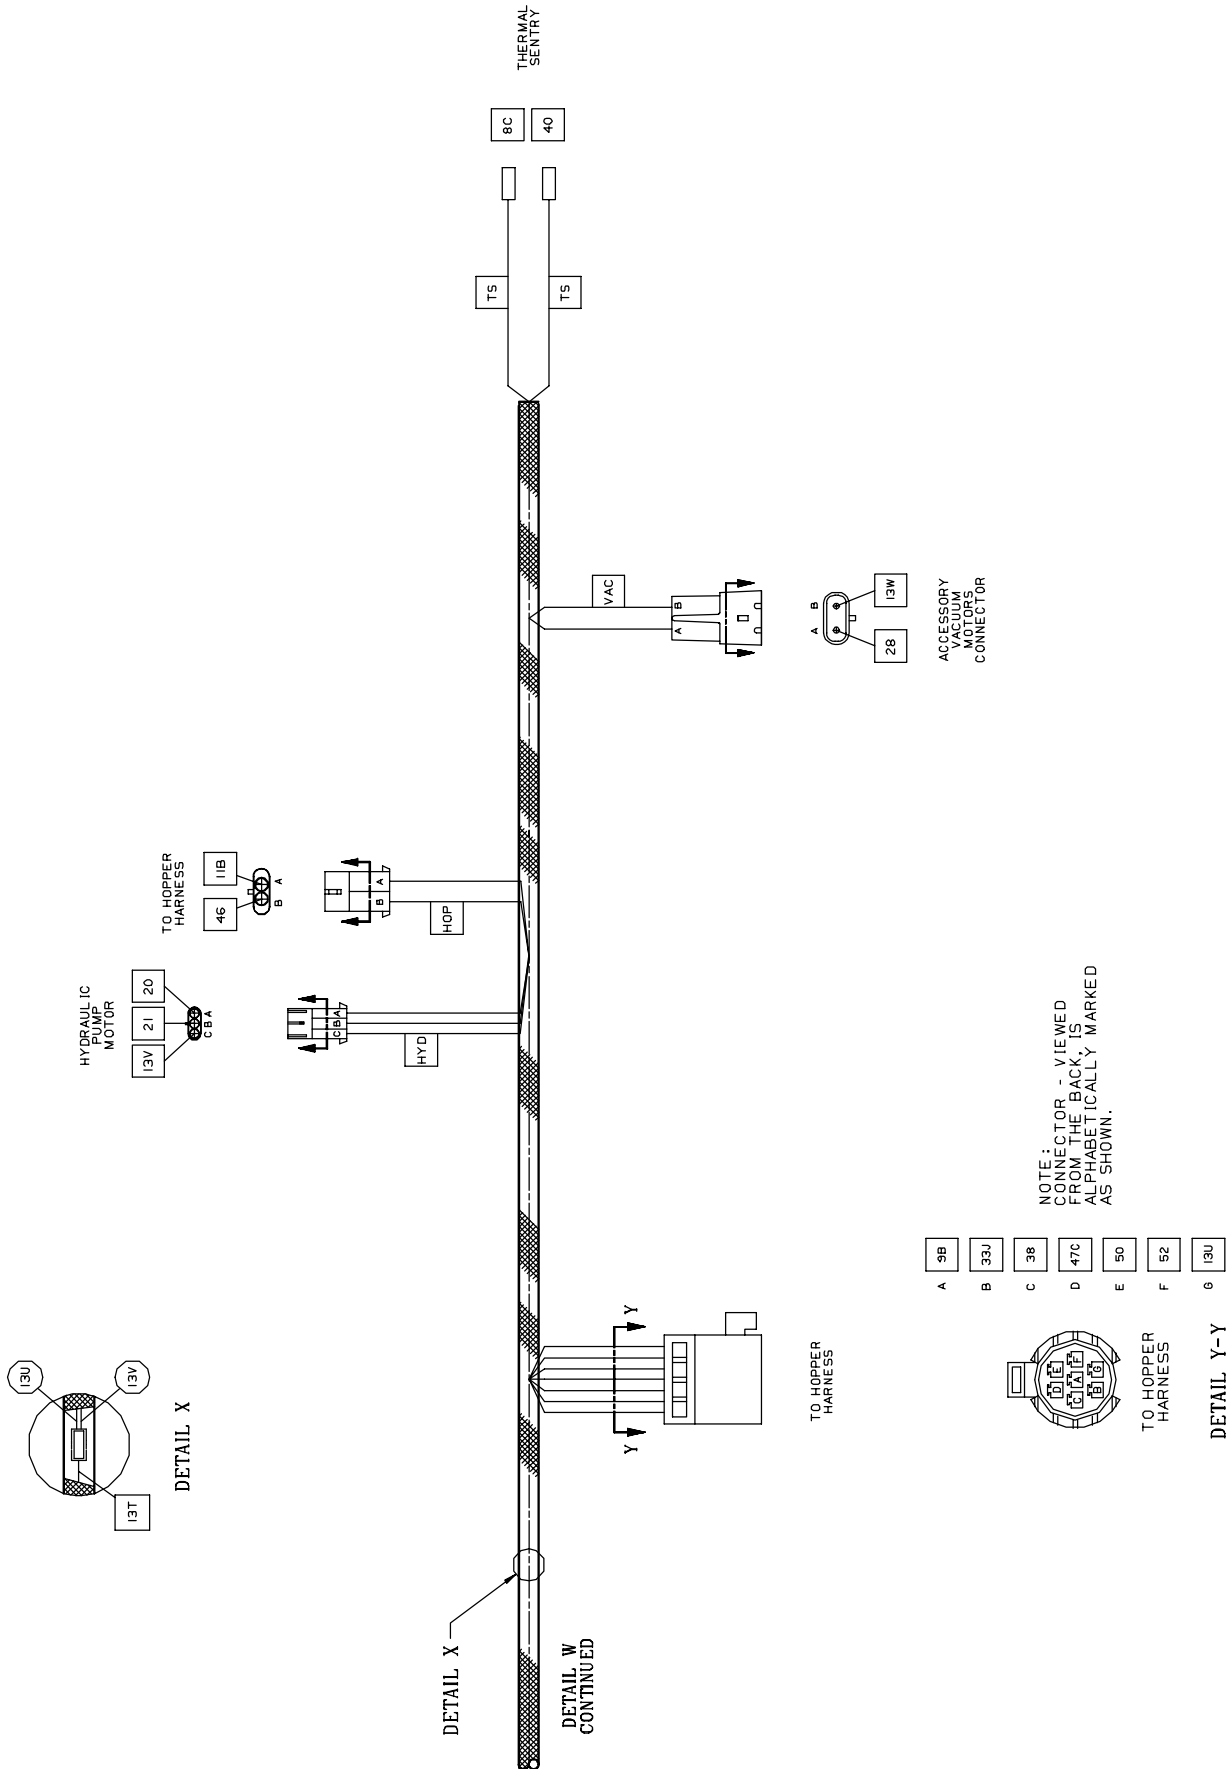 THERMAL
SENTRY
8C
40
TS
TS
VAC
A
B
A
B
28
13W
ACCESSORY
VACUUM
MOTORS
CONNECTOR
TO HOPPER
HARNESS
46
11B
B
A
B
A
HOP
HYDRAULIC
PUMP
MOTOR
13V
21
20
C B A
C
B
A
HYD
13U
13V
13T
DETAIL X
DETAIL X
DETAIL W
CONTINUED
Y
Y
TO HOPPER
HARNESS
NOTE:
CONNECTOR - VIEWED
FROM THE BACK, IS
ALPHABETICALLY MARKED
AS SHOWN.
A 9B
B 33J
C 38
D 47C
E 50
F 52
G 13U
D E
C A F
B G
TO HOPPER
HARNESS
DETAIL Y-Y